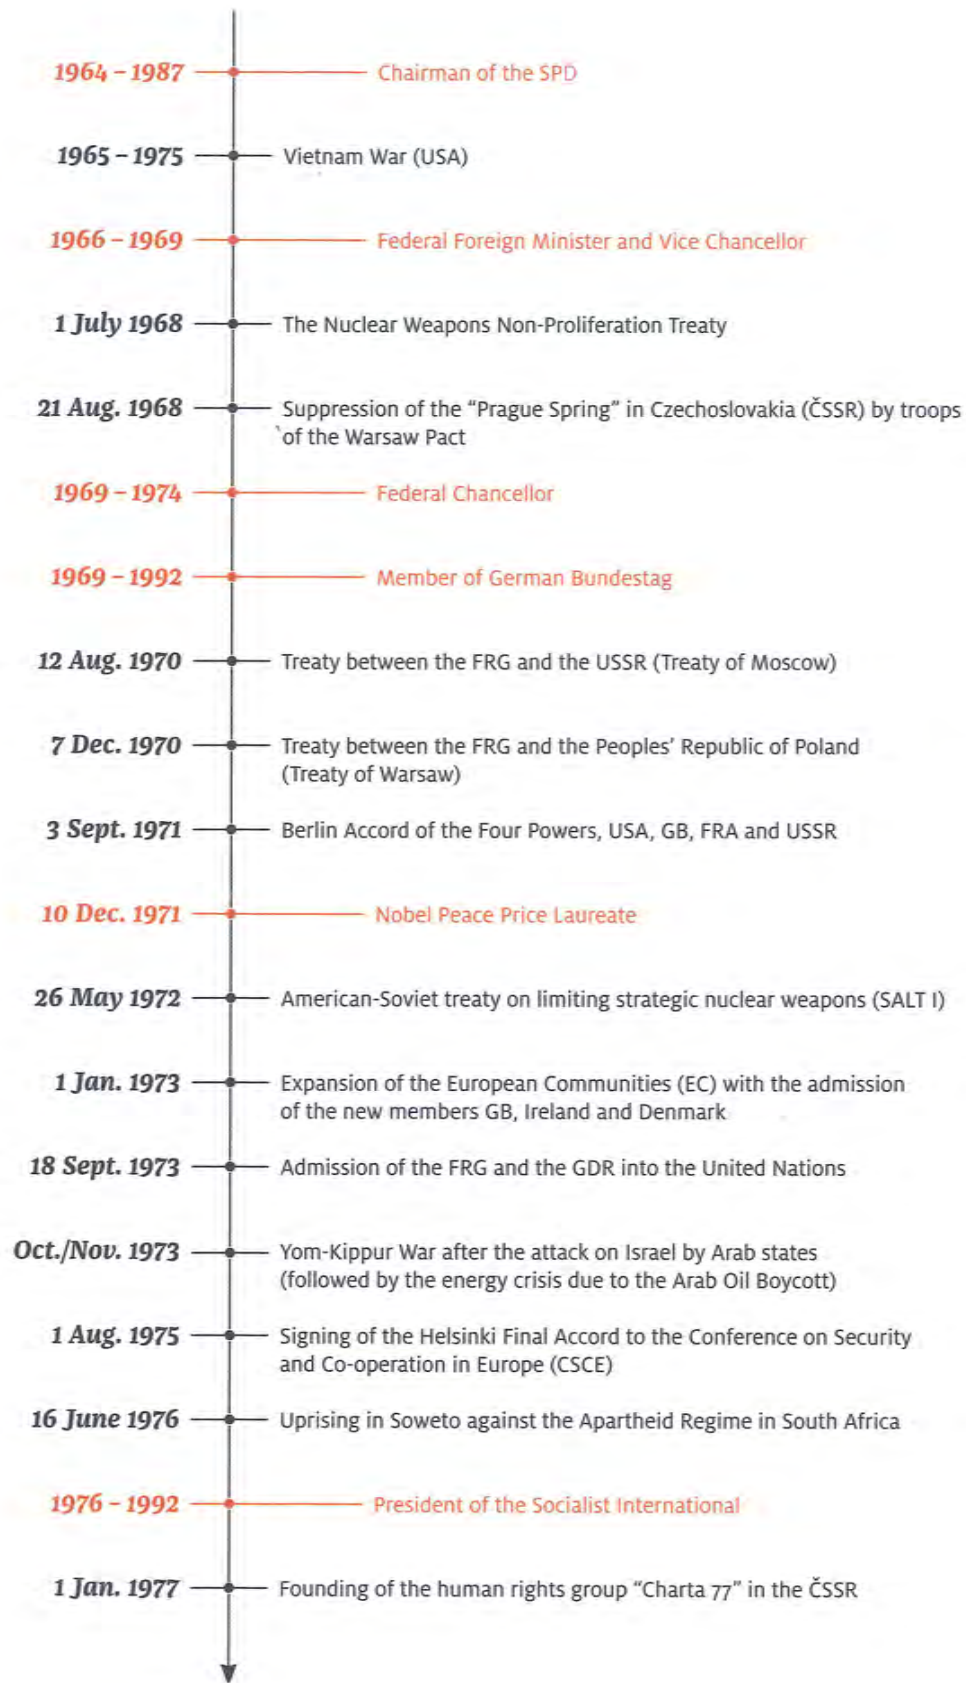 1964 – 1987 Chairman of the SPD
1965 – 1975 Vietnam War (USA)
1966 – 1969 Federal Foreign Minister and Vice Chancellor
1 July 1968 The Nuclear Weapons Non-Proliferation Treaty
21 Aug. 1968 Suppression of the “Prague Spring” in Czechoslovakia (ČSSR) by troops
of the Warsaw Pact
1969 – 1974 Federal Chancellor
1969 – 1992 Member of German Bundestag
12 Aug. 1970 Treaty between the FRG and the USSR (Treaty of Moscow)
7 Dec. 1970 Treaty between the FRG and the Peoples’ Republic of Poland
(Treaty of Warsaw)
3 Sept. 1971 Berlin Accord of the Four Powers, USA, GB, FRA and USSR
10 Dec. 1971 Nobel Peace Price Laureate
26 May 1972 American-Soviet treaty on limiting strategic nuclear weapons (SALT I)
1 Jan. 1973 Expansion of the European Communities (EC) with the admission
of the new members GB, Ireland and Denmark
18 Sept. 1973 Admission of the FRG and the GDR into the United Nations
Oct./Nov. 1973 Yom-Kippur War after the attack on Israel by Arab states
(followed by the energy crisis due to the Arab Oil Boycott)
1 Aug. 1975 Signing of the Helsinki Final Accord to the Conference on Security
and Co-operation in Europe (CSCE)
16 June 1976 Uprising in Soweto against the Apartheid Regime in South Africa
1976 – 1992 President of the Socialist International
1 Jan. 1977 Founding of the human rights group “Charta 77” in the ČSSR